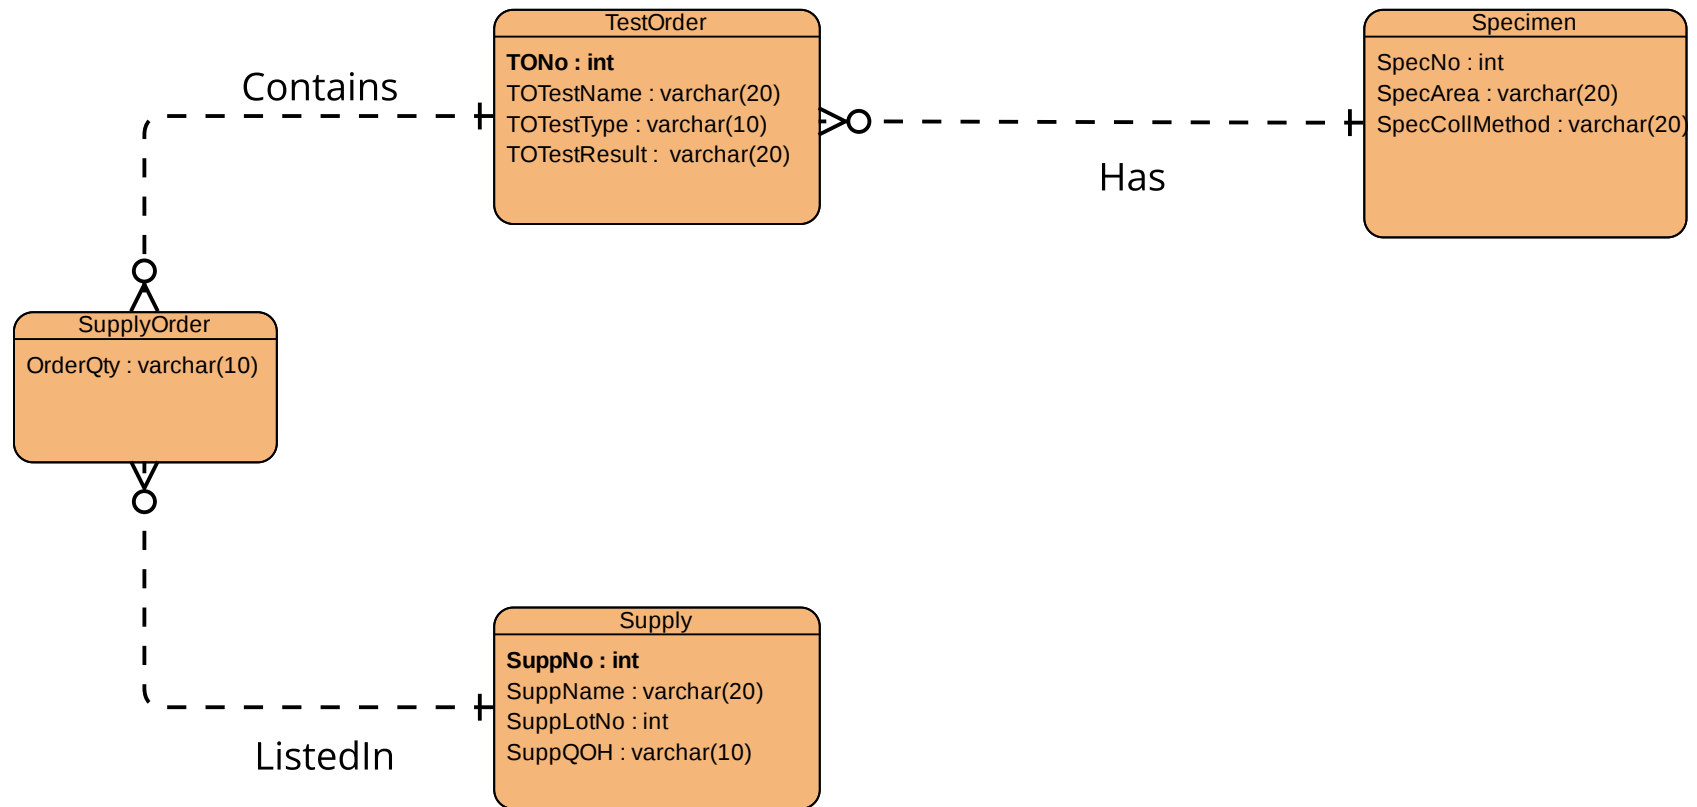 TestOrder
TONo : int
TOTestName : varchar(20)
TOTestType : varchar(10)
TOTestResult :  varchar(20)
Specimen
SpecNo : int
SpecArea : varchar(20)
SpecCollMethod : varchar(20)
Contains
Has
SupplyOrder
OrderQty : varchar(10)
Supply
SuppNo : int
SuppName : varchar(20)
SuppLotNo : int
SuppQOH : varchar(10)
ListedIn